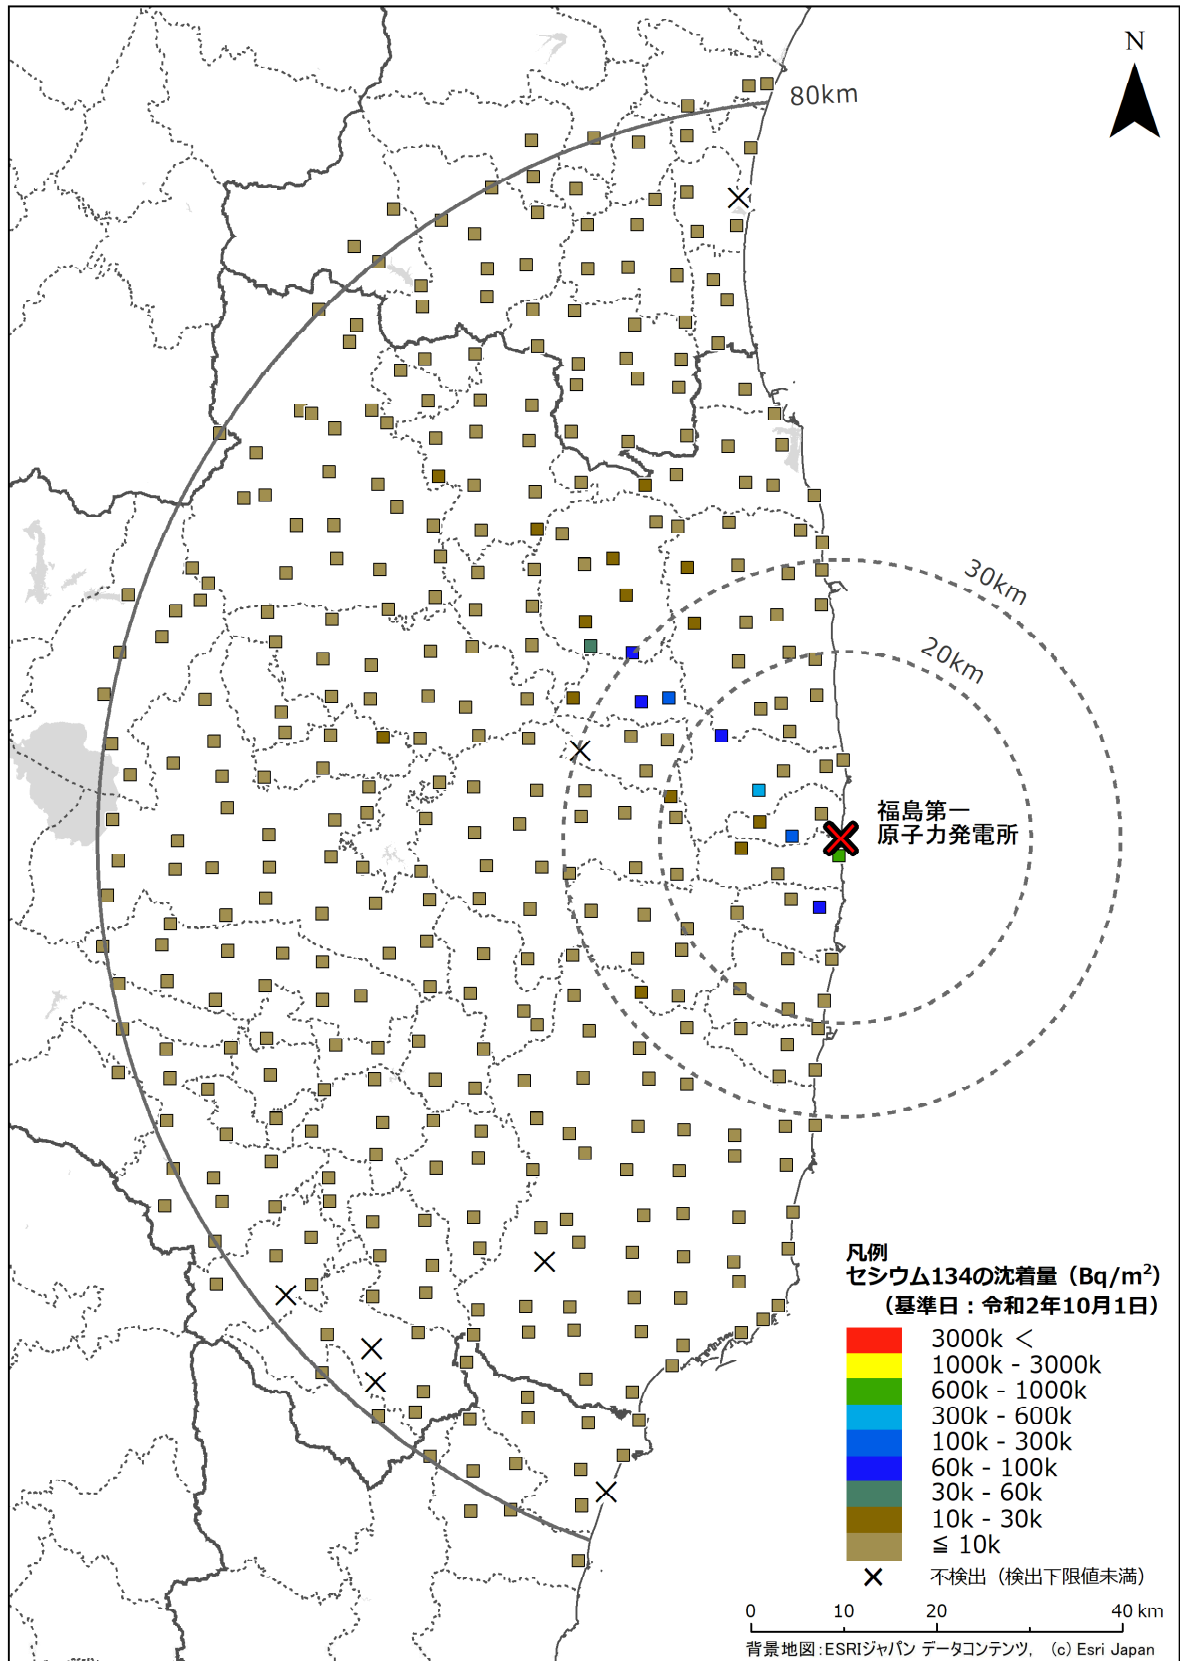 N
80km
30km
20km
福島第一
原子力発電所
凡例
セシウム134の沈着量（Bq/m²）
（基準日：令和2年10月1日）
3000k <
1000k - 3000k
600k - 1000k
300k - 600k
100k - 300k
60k - 100k
30k - 60k
10k - 30k
≦ 10k
不検出（検出下限値未満）
0 10 20 40 km
背景地図:ESRIジャパン データコンテンツ, (c) Esri Japan